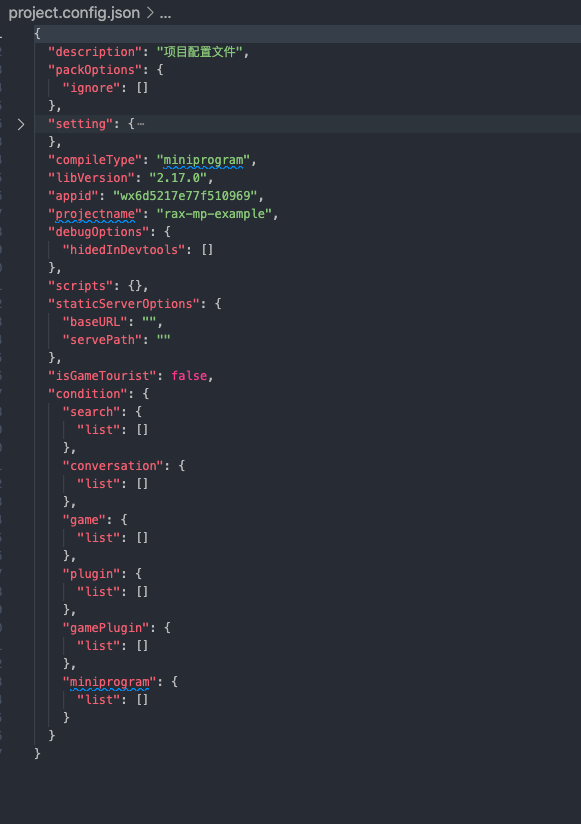 project.config.json > ...
{
"description": "项目配置文件",
"packOptions": {
"ignore": []
},
"setting": {…
},
"compileType": "miniprogram",
"libVersion": "2.17.0",
"appid": "wx6d5217e77f510969",
"projectname": "rax-mp-example",
"debugOptions": {
"hidedInDevtools": []
},
"scripts": {},
"staticServerOptions": {
"baseURL": "",
"servePath": ""
},
"isGameTourist": false,
"condition": {
"search": {
"list": []
},
"conversation": {
"list": []
},
"game": {
"list": []
},
"plugin": {
"list": []
},
"gamePlugin": {
"list": []
},
"miniprogram": {
"list": []
}
}
}